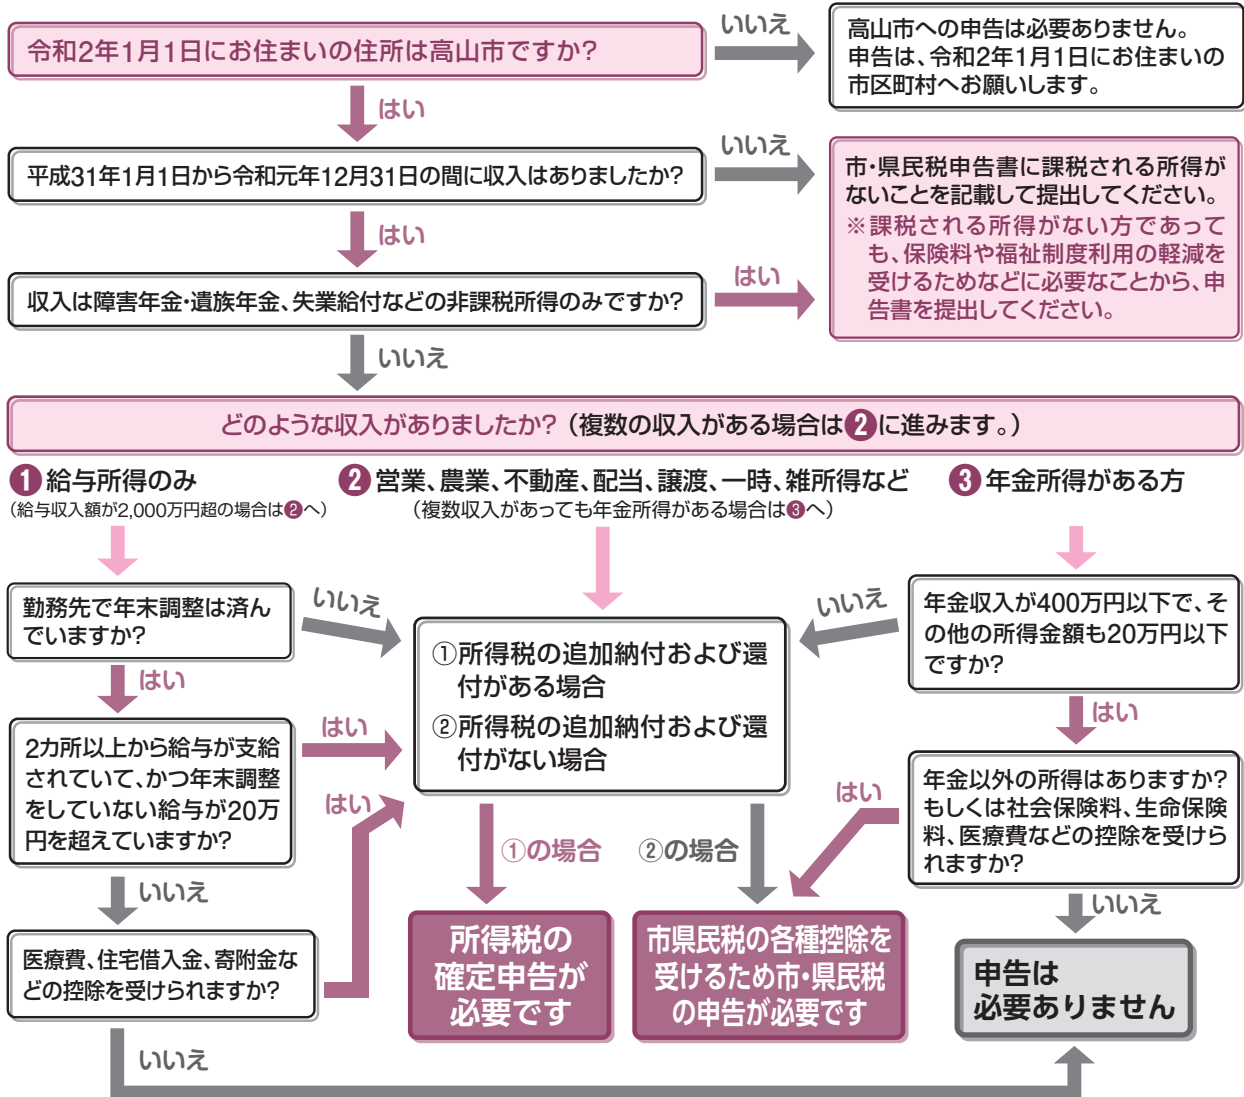 令和2年1月1日にお住まいの住所は高山市ですか?
いいえ
高山市への申告は必要ありません。
申告は、令和2年1月1日にお住まいの
市区町村へお願いします。
はい
平成31年1月1日から令和元年12月31日の間に収入はありましたか?
いいえ
市・県民税申告書に課税される所得が
ないことを記載して提出してください。
※課税される所得がない方であって
も、保険料や福祉制度利用の軽減を
受けるためなどに必要なことから、申
告書を提出してください。
はい
収入は障害年金・遺族年金、失業給付などの非課税所得のみですか?
はい
いいえ
どのような収入がありましたか?(複数の収入がある場合は❷に進みます。)
❶給与所得のみ
(給与収入額が2,000万円超の場合は❷へ)
❷営業、農業、不動産、配当、譲渡、一時、雑所得など
(複数収入があっても年金所得がある場合は❸へ)
❸年金所得がある方
勤務先で年末調整は済ん
でいますか?
いいえ
はい
2カ所以上から給与が支給
されていて、かつ年末調整
をしていない給与が20万
円を超えていますか?
はい
いいえ
医療費、住宅借入金、寄附金な
どの控除を受けられますか?
はい
いいえ
①所得税の追加納付および還
付がある場合
②所得税の追加納付および還
付がない場合
①の場合
②の場合
所得税の
確定申告が
必要です
市県民税の各種控除を
受けるため市・県民税
の申告が必要です
いいえ
年金収入が400万円以下で、そ
の他の所得金額も20万円以下
ですか?
はい
年金以外の所得はありますか?
もしくは社会保険料、生命保険
料、医療費などの控除を受けら
れますか?
はい
いいえ
申告は
必要ありません